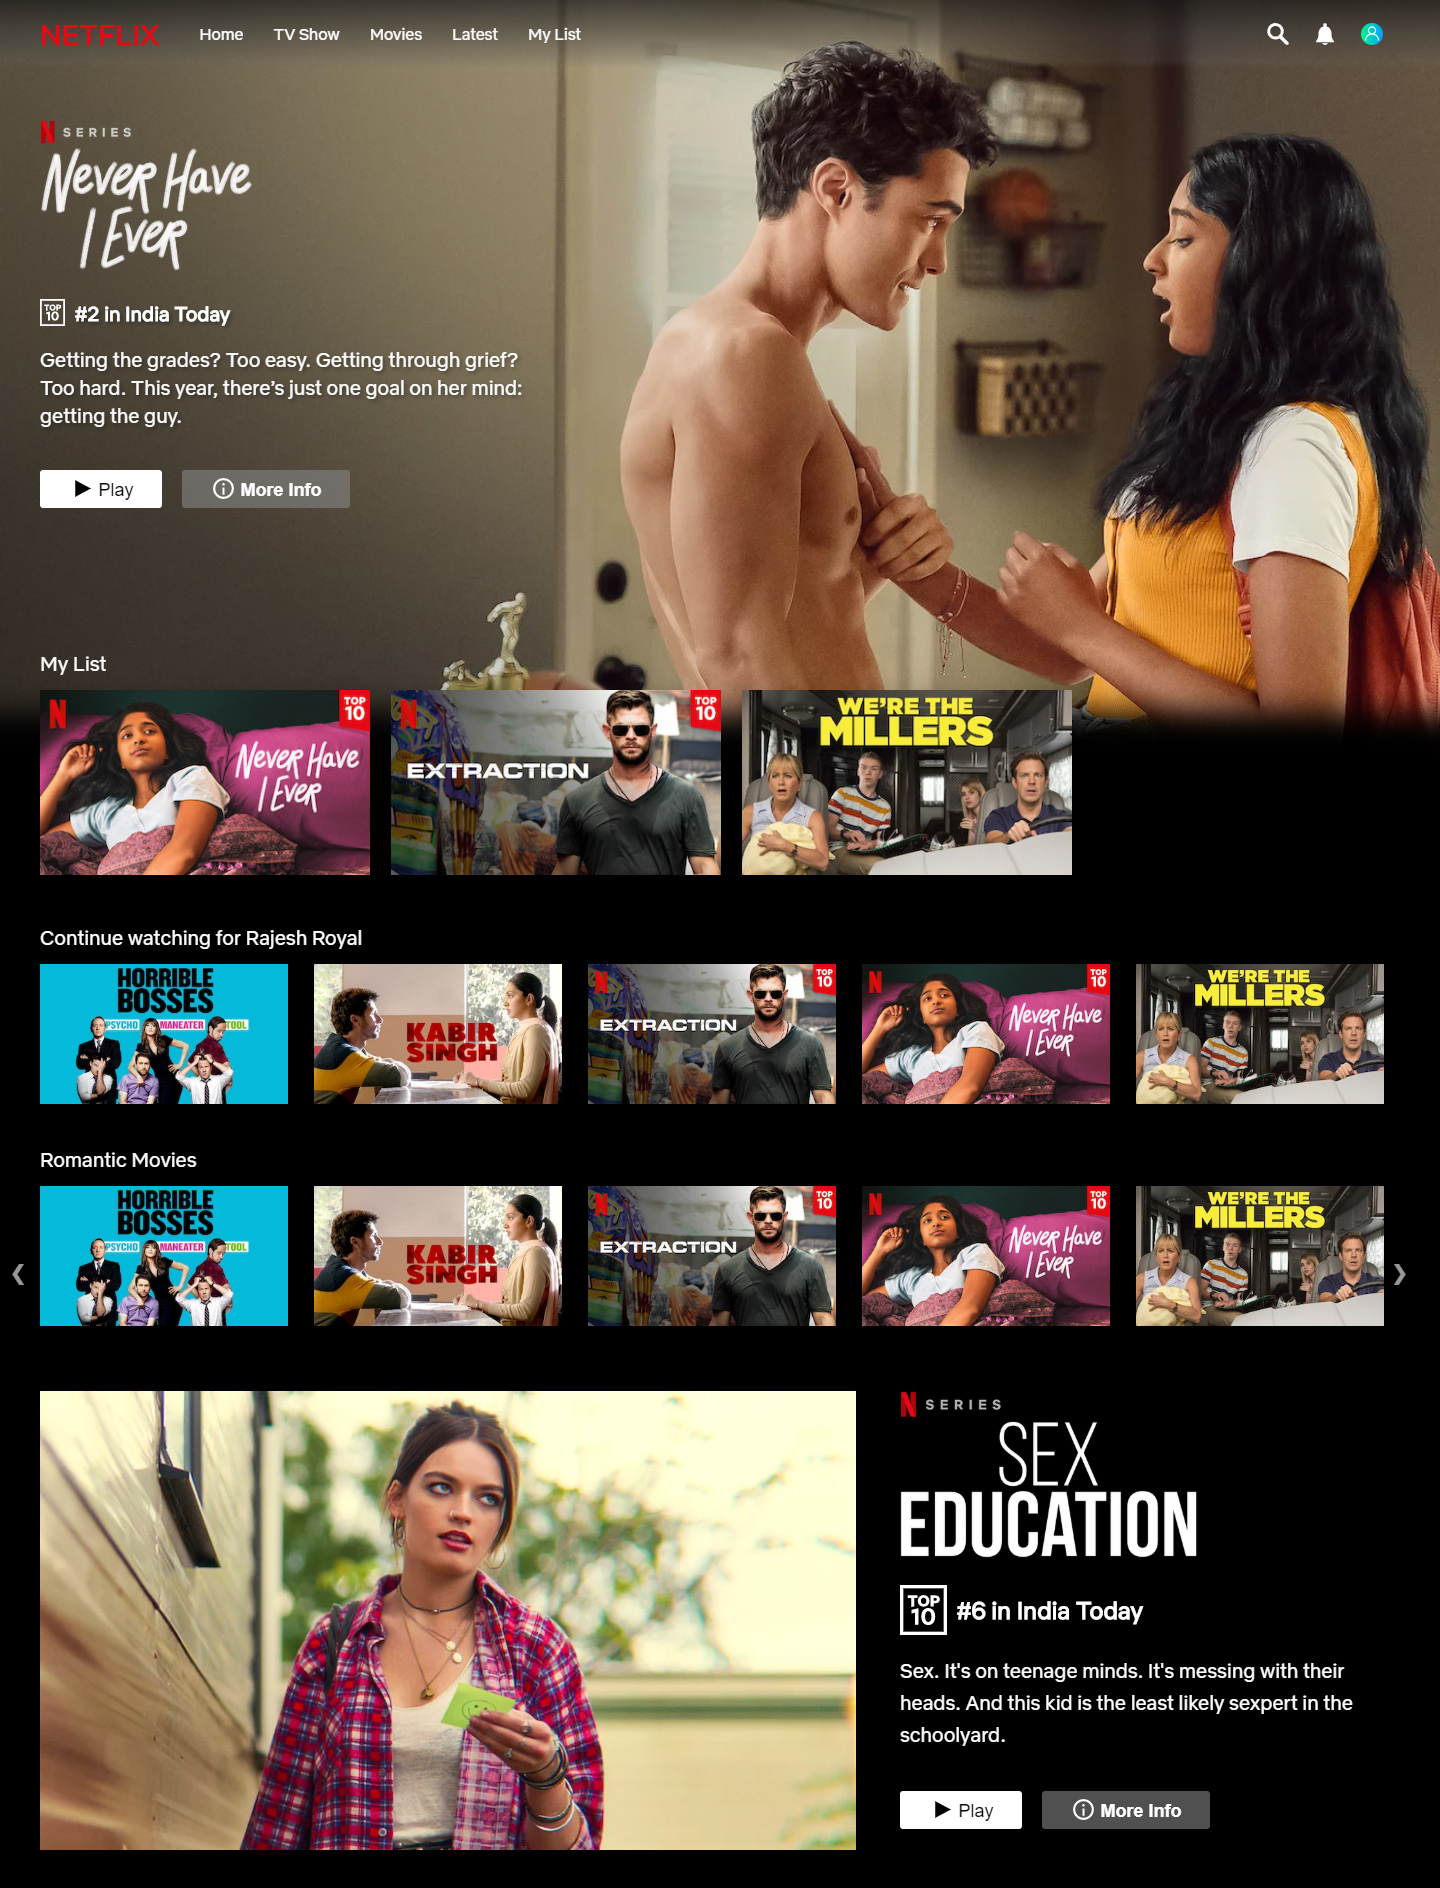 NETFLIX
Home
TV Show
Movies
Latest
My List
N SERIES
Never Have
I Ever
TOP
10
#2 in India Today
Getting the grades? Too easy. Getting through grief?
Too hard. This year, there’s just one goal on her mind:
getting the guy.
Play
More Info
My List
N
TOP
10
Never Have
I Ever
N
TOP
10
EXTRACTION
WE'RE THE
MILLERS
Continue watching for Rajesh Royal
HORRIBLE
BOSSES
PSYCHO
MANEATER
TOOL
KABIR
SINGH
N
TOP
10
EXTRACTION
N
TOP
10
Never Have
I Ever
WE'RE THE
MILLERS
Romantic Movies
HORRIBLE
BOSSES
PSYCHO
MANEATER
TOOL
KABIR
SINGH
N
TOP
10
EXTRACTION
N
TOP
10
Never Have
I Ever
WE'RE THE
MILLERS
N SERIES
SEX
EDUCATION
TOP
10
#6 in India Today
Sex. It's on teenage minds. It's messing with their
heads. And this kid is the least likely sexpert in the
schoolyard.
Play
More Info